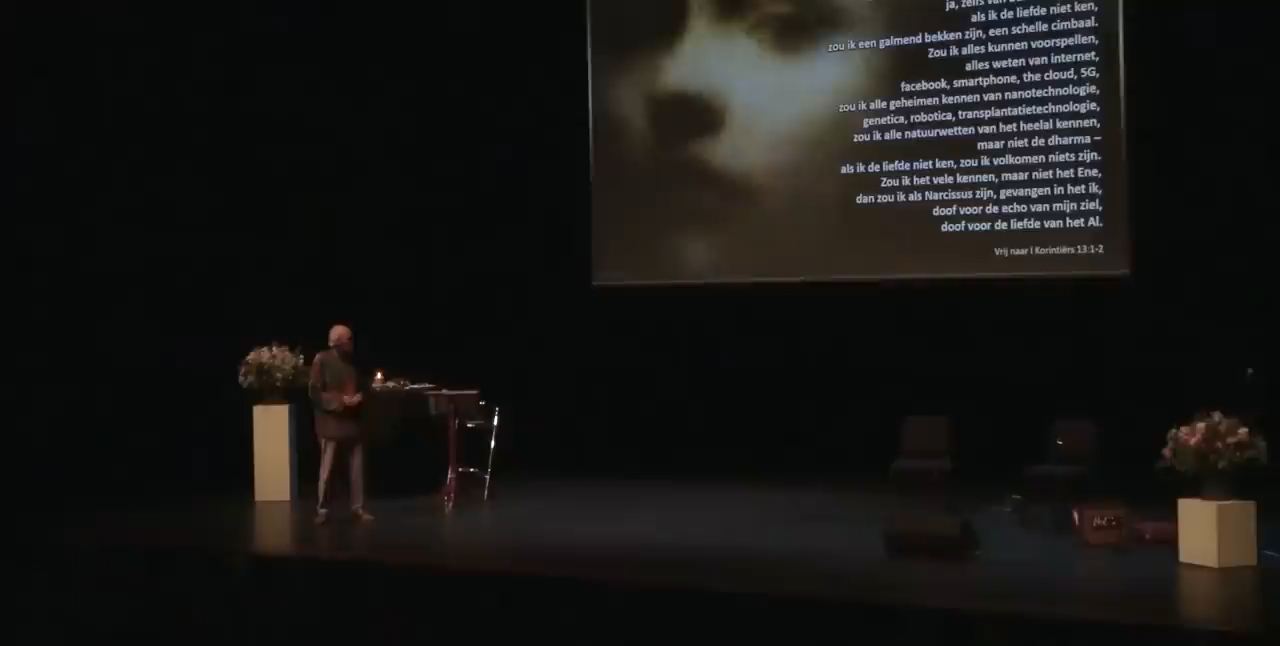 ja, zelfs van
als ik de liefde niet ken,
zou ik een galmend bekken zijn, een schelle cimbaal.
Zou ik alles kunnen voorspellen,
alles weten van internet,
facebook, smartphone, the cloud, 5G,
zou ik alle geheimen kennen van nanotechnologie,
genetica, robotica, transplantatietechnologie,
zou ik alle natuurwetten van het heelal kennen,
maar niet de dharma –
als ik de liefde niet ken, zou ik volkomen niets zijn.
Zou ik het vele kennen, maar niet het Ene,
dan zou ik als Narcissus zijn, gevangen in het ik,
doof voor de echo van mijn ziel,
doof voor de liefde van het Al.
Vrij naar I Korintiërs 13:1-2